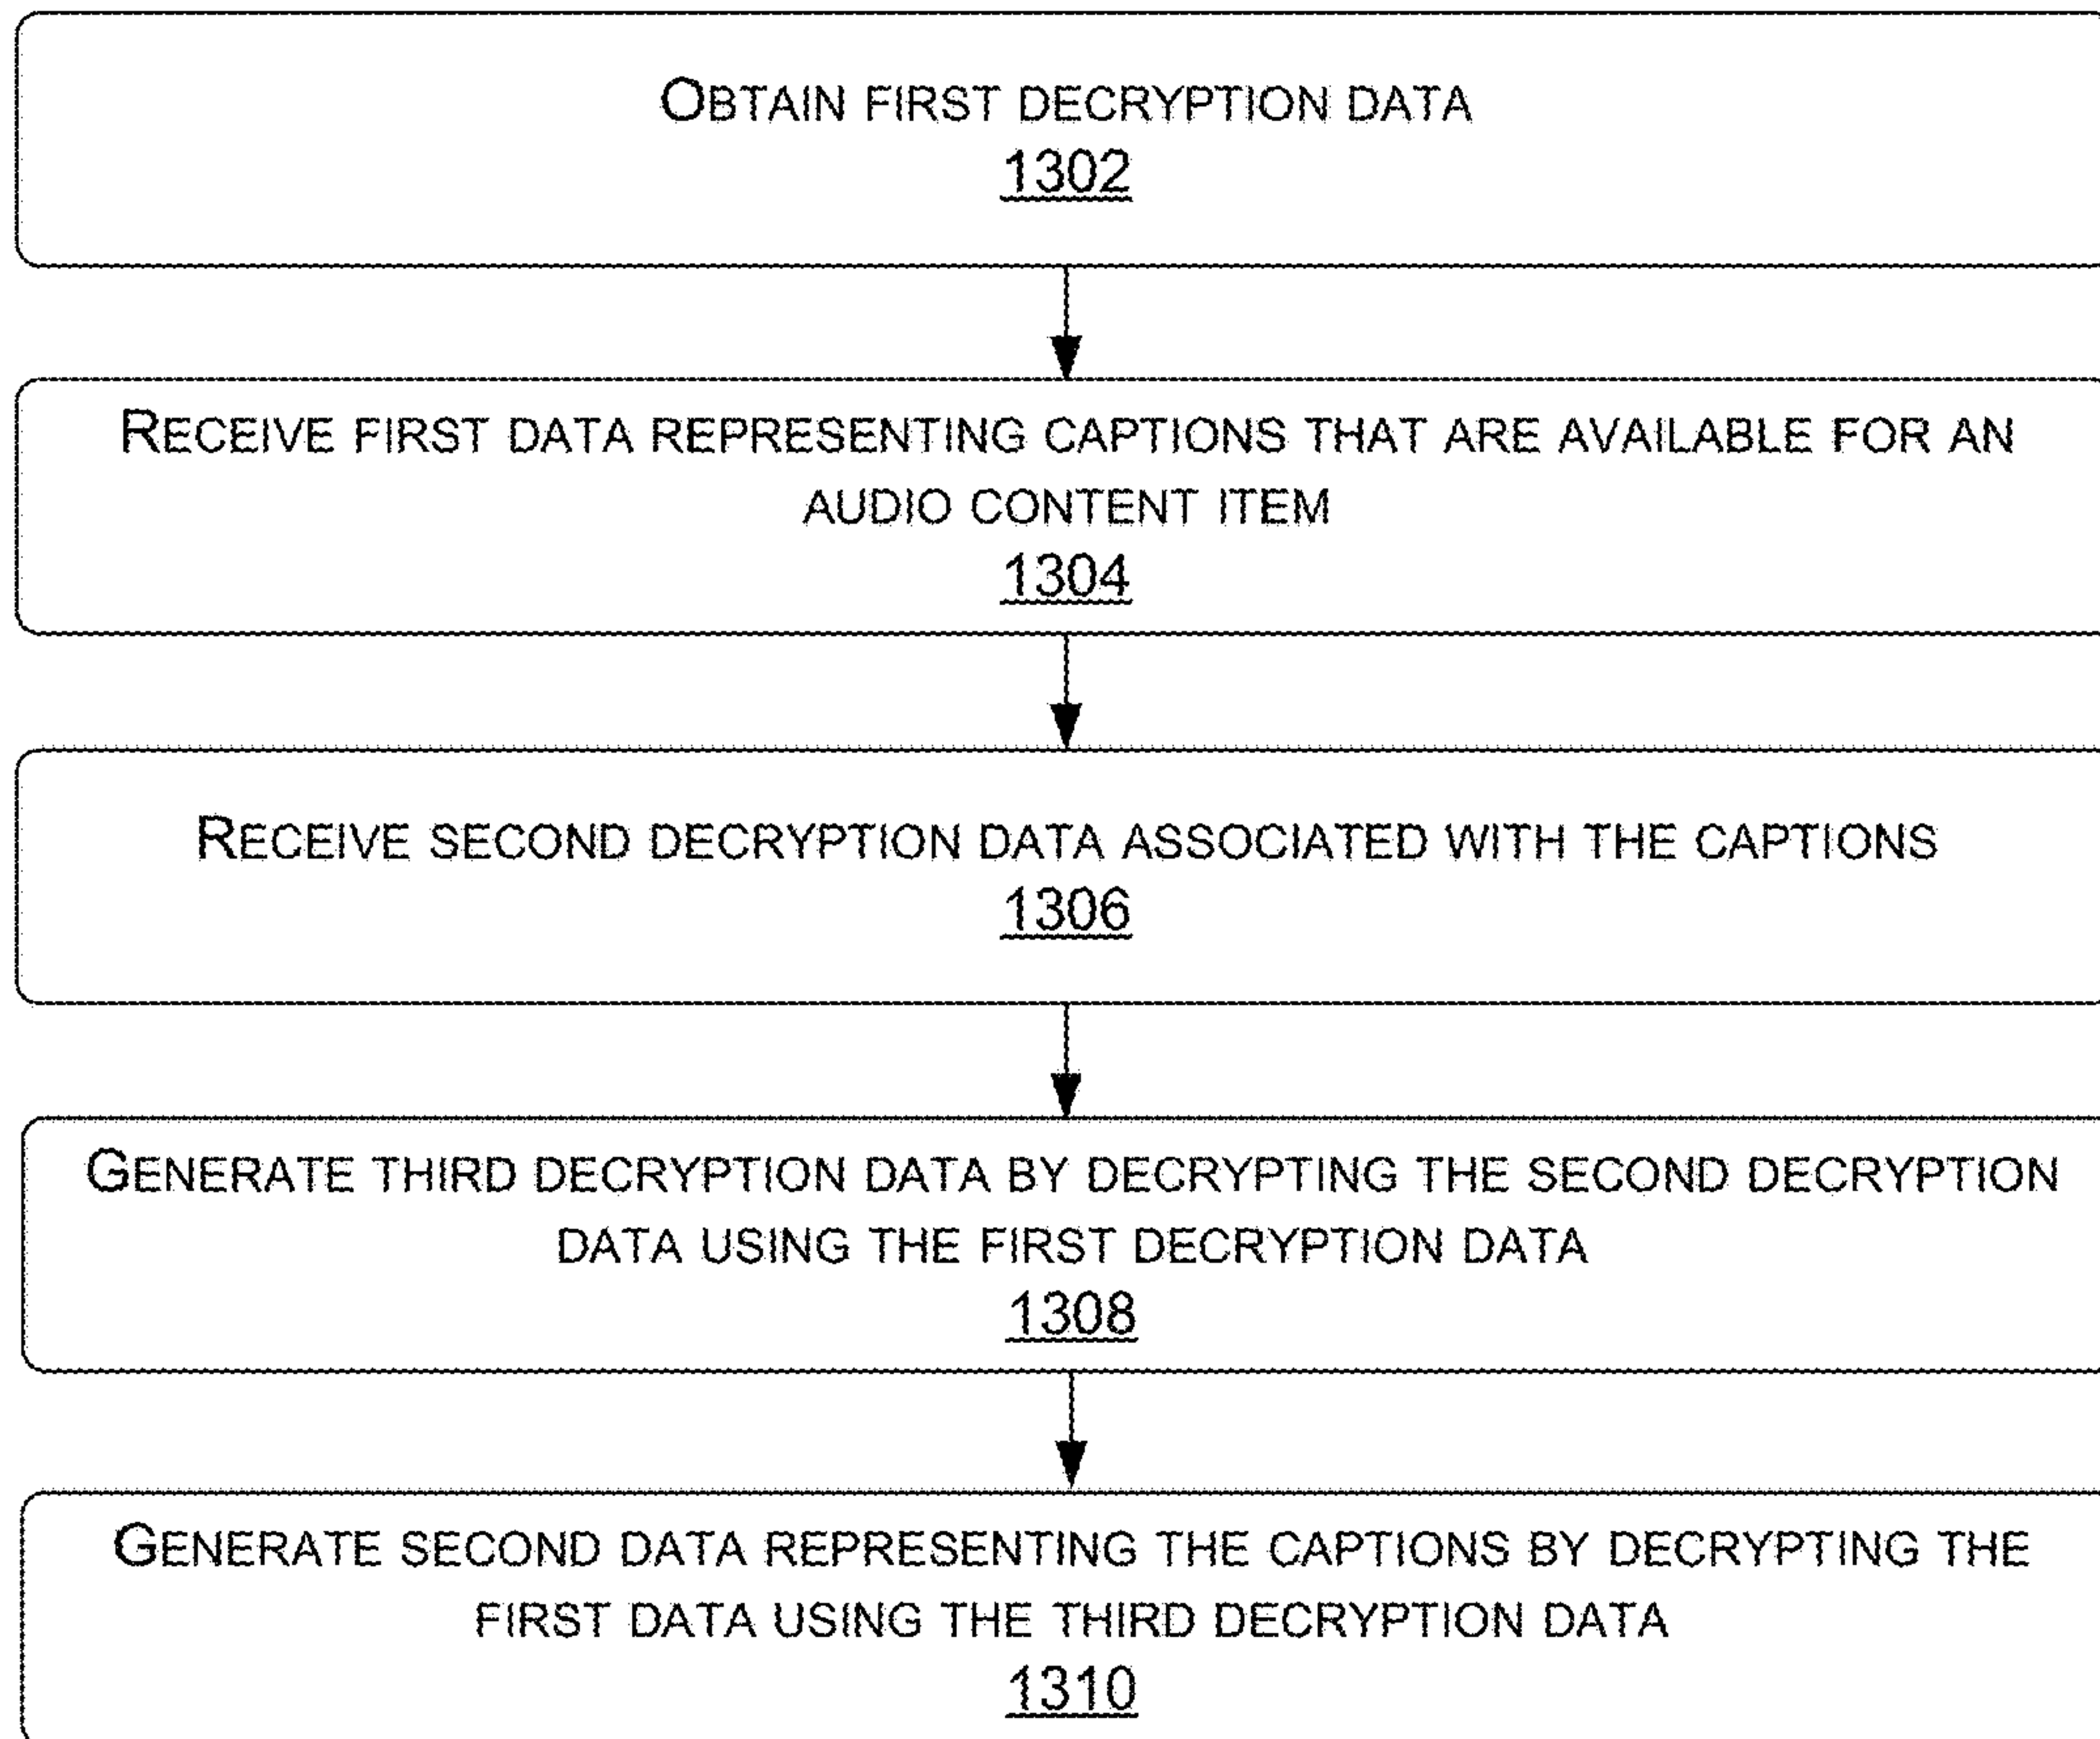 OBTAIN FIRST DECRYPTION DATA
1302
RECEIVE FIRST DATA REPRESENTING CAPTIONS THAT ARE AVAILABLE FOR AN
AUDIO CONTENT ITEM
1304
RECEIVE SECOND DECRYPTION DATA ASSOCIATED WITH THE CAPTIONS
1306
GENERATE THIRD DECRYPTION DATA BY DECRYPTING THE SECOND DECRYPTION
DATA USING THE FIRST DECRYPTION DATA
1308
GENERATE SECOND DATA REPRESENTING THE CAPTIONS BY DECRYPTING THE
FIRST DATA USING THE THIRD DECRYPTION DATA
1310